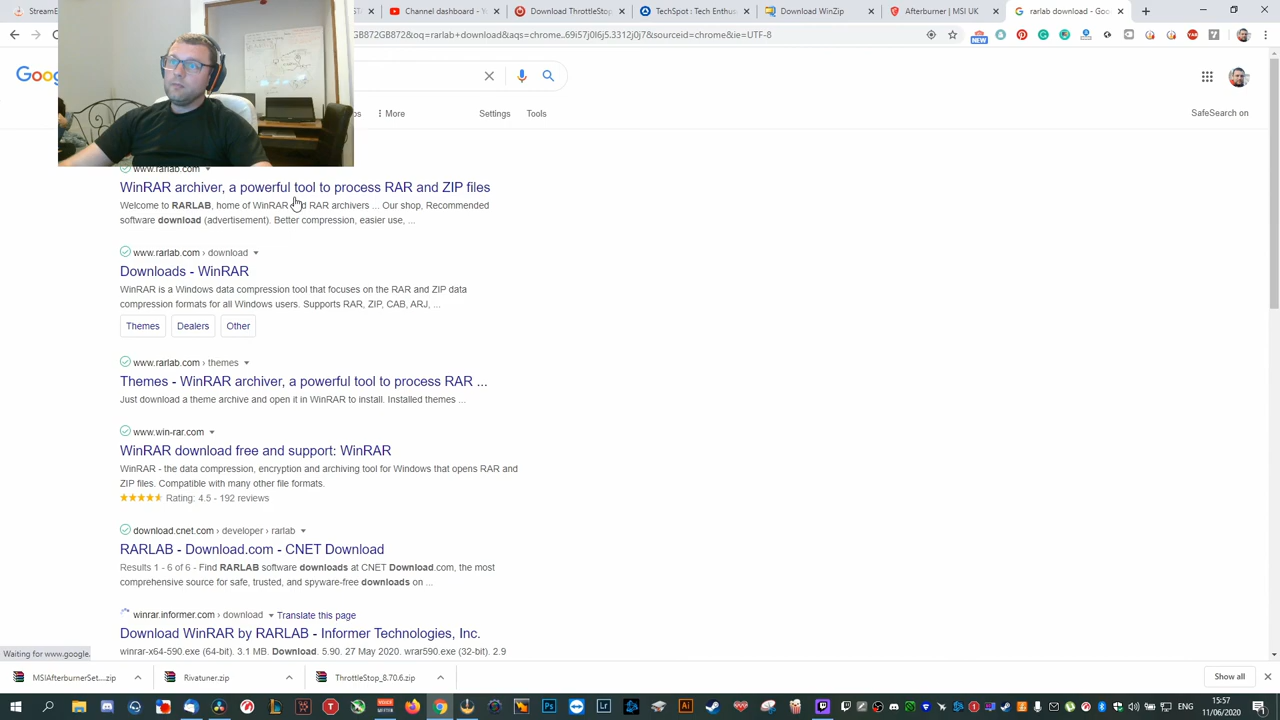 StreamE
Dashboard - Chann
Connected desktop - Y
Download ThrottleStop
TechSpot: Tech Enthus
Download WinZip
Afterburner | MSI UK
rarlab download - Goo
G872GB872&oq=rarlab+download&aqs=chrome..69i57j0l6j5.3312j0j7&sourceid=chrome&ie=UTF-8
NEW
Goo
ps
More
Settings
Tools
SafeSearch on
www.rarlab.com
WinRAR archiver, a powerful tool to process RAR and ZIP files
Welcome to RARLAB, home of WinRAR and RAR archivers ... Our shop, Recommended
software download (advertisement). Better compression, easier use, ...
www.rarlab.com › download
Downloads - WinRAR
WinRAR is a Windows data compression tool that focuses on the RAR and ZIP data
compression formats for all Windows users. Supports RAR, ZIP, CAB, ARJ, ...
Themes Dealers Other
www.rarlab.com › themes
Themes - WinRAR archiver, a powerful tool to process RAR ...
Just download a theme archive and open it in WinRAR to install. Installed themes ...
www.win-rar.com
WinRAR download free and support: WinRAR
WinRAR - the data compression, encryption and archiving tool for Windows that opens RAR and
ZIP files. Compatible with many other file formats.
Rating: 4.5 - 192 reviews
download.cnet.com › developer › rarlab
RARLAB - Download.com - CNET Download
Results 1 - 6 of 6 - Find RARLAB software downloads at CNET Download.com, the most
comprehensive source for safe, trusted, and spyware-free downloads on ...
winrar.informer.com › download Translate this page
Download WinRAR by RARLAB - Informer Technologies, Inc.
winrar-x64-590.exe (64-bit). 3.1 MB. Download. 5.90. 27 May 2020. wrar590.exe (32-bit). 2.9
Waiting for www.google.
MSIAfterburnerSet....zip
Rivatuner.zip
ThrottleStop_8.70.6.zip
Show all
15:57
11/06/2020